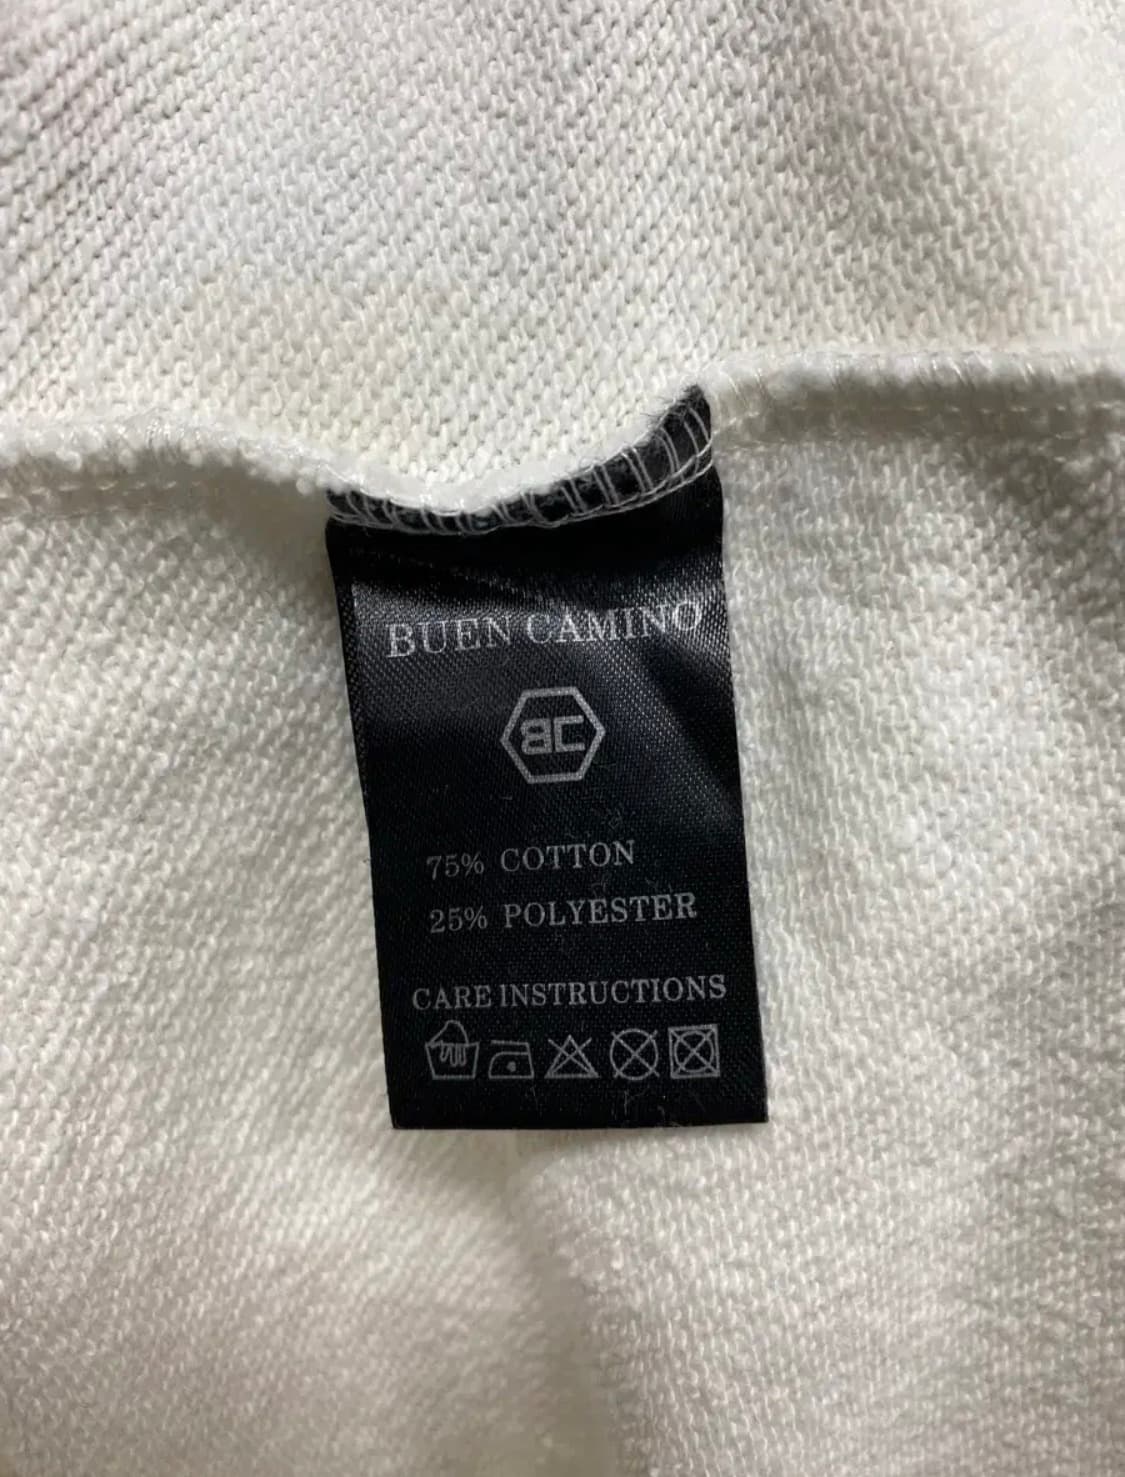 BUEN CAMINO
BC
75% COTTON
25% POLYESTER
CARE INSTRUCTIONS